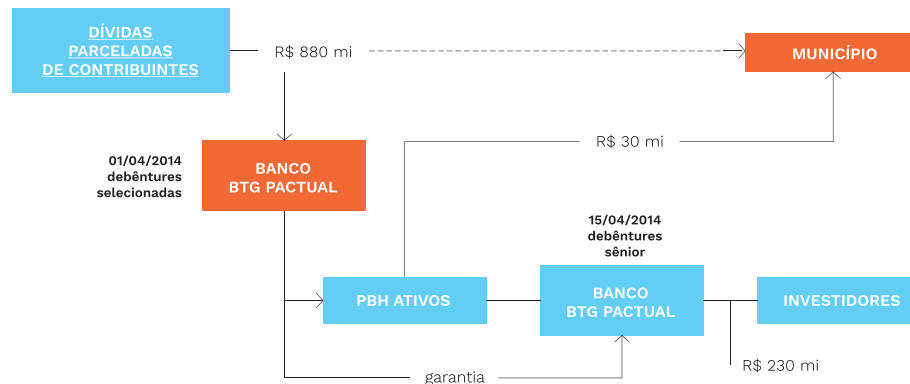 DÍVIDAS
PARCELADAS
DE CONTRIBUINTES
R$ 880 mi
MUNICÍPIO
R$ 30 mi
01/04/2014
debêntures
selecionadas
BANCO
BTG PACTUAL
15/04/2014
debêntures
sênior
PBH ATIVOS
BANCO
BTG PACTUAL
INVESTIDORES
R$ 230 mi
garantia